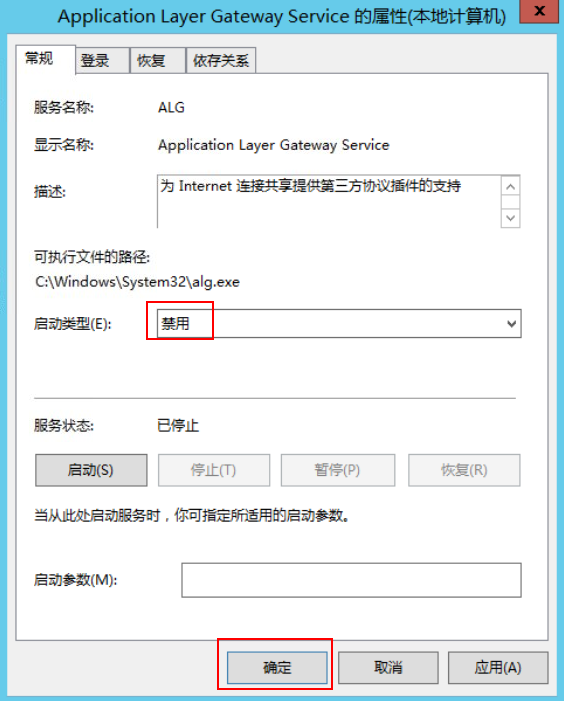 Application Layer Gateway Service 的属性(本地计算机)
常规 登录 恢复 依存关系
服务名称: ALG
显示名称: Application Layer Gateway Service
描述: 为 Internet 连接共享提供第三方协议插件的支持
可执行文件的路径:
C:\Windows\System32\alg.exe
启动类型(E): 禁用
服务状态: 已停止
启动(S) 停止(T) 暂停(P) 恢复(R)
当从此处启动服务时，你可指定所适用的启动参数。
启动参数(M):
确定 取消 应用(A)